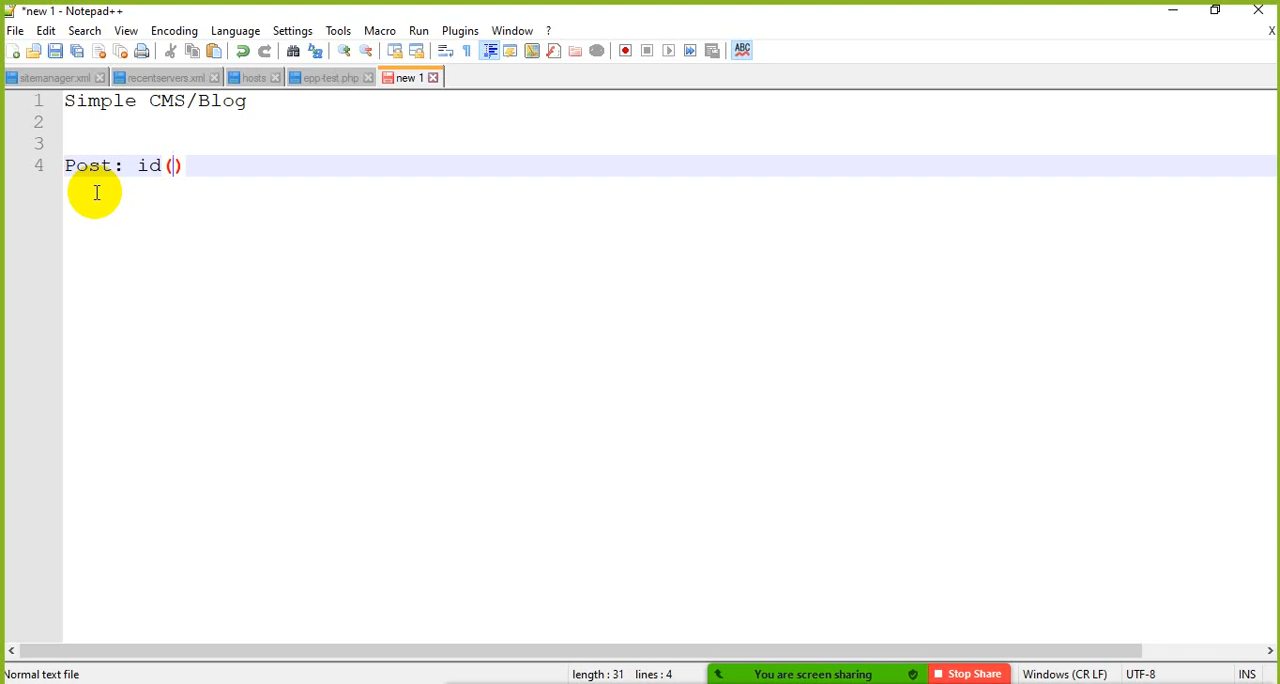 *new 1 - Notepad++
File Edit Search View Encoding Language Settings Tools Macro Run Plugins Window ? X
ABC
sitemanager.xml recentservers.xml hosts epp-test.php new 1
1 Simple CMS/Blog
2
3
4 Post: id()
Normal text file length : 31 lines : 4 You are screen sharing Stop Share Windows (CR LF) UTF-8 INS